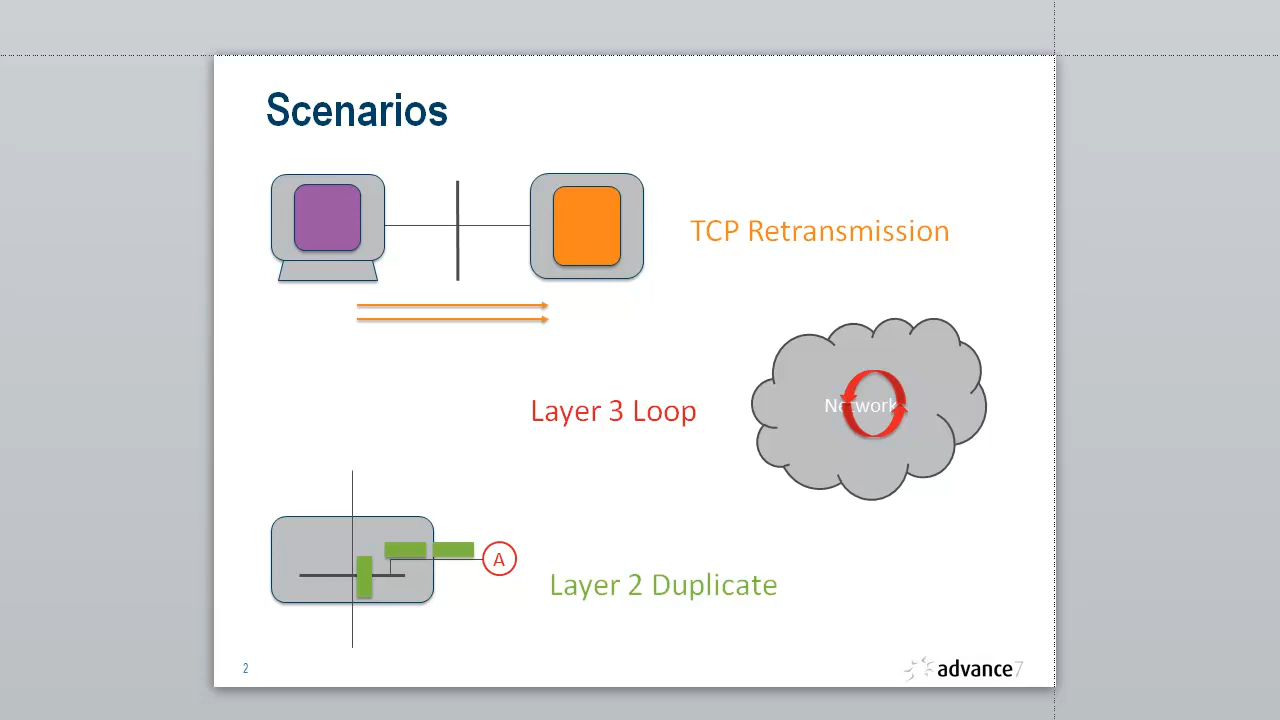 Scenarios
TCP Retransmission
Network
Layer 3 Loop
A
Layer 2 Duplicate
2
advance7